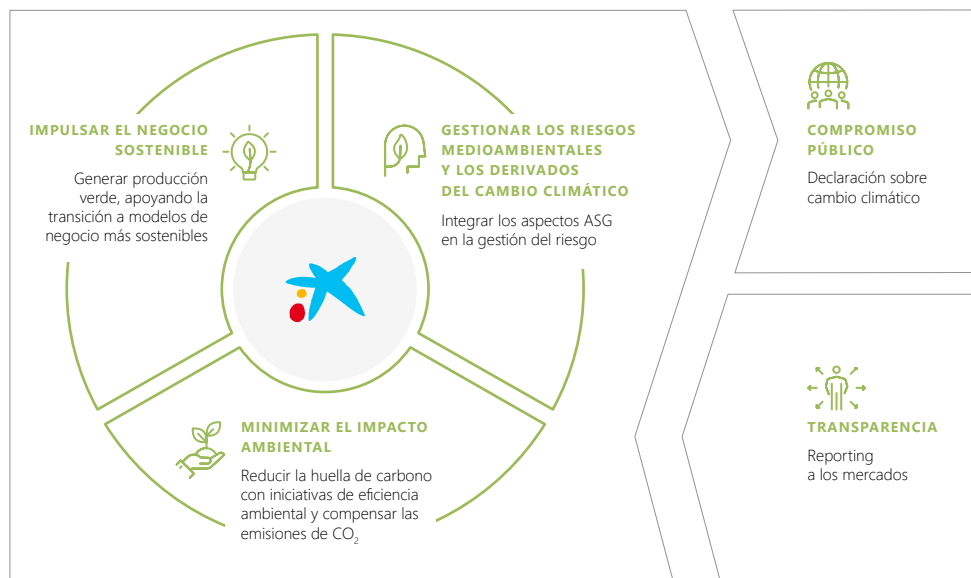 IMPULSAR EL NEGOCIO
SOSTENIBLE
Generar producción
verde, apoyando la
transición a modelos de
negocio más sostenibles
GESTIONAR LOS RIESGOS
MEDIOAMBIENTALES
Y LOS DERIVADOS
DEL CAMBIO CLIMÁTICO
Integrar los aspectos ASG
en la gestión del riesgo
MINIMIZAR EL IMPACTO
AMBIENTAL
Reducir la huella de carbono
con iniciativas de eficiencia
ambiental y compensar las
emisiones de CO₂
COMPROMISO
PÚBLICO
Declaración sobre
cambio climático
TRANSPARENCIA
Reporting
a los mercados